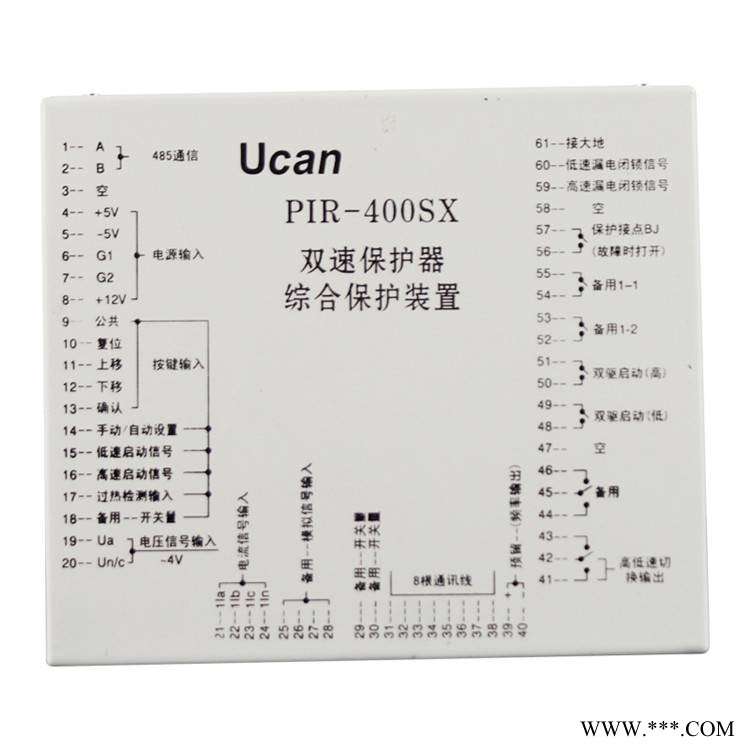 Ucan
PIR-400SX
双速保护器
综合保护装置
1-- A
2-- B
485通信
3-- 空
4-- +5V
5-- -5V
6-- G1
7-- G2
8-- +12V
电源输入
9-- 公共
10-- 复位
11-- 上移
12-- 下移
13-- 确认
按键输入
14-- 手动/自动设置
15-- 低速启动信号
16-- 高速启动信号
17-- 过热检测输入
18-- 备用--开关量
19-- Ua
20-- Un/c
电压信号输入
-4V
21--1Ia
22--1Ib
23--1Ic
24--1In
电流信号输入
25--
26--
27--
28--
备用--模拟信号输入
29-- 备用--开关量
30-- 备用--开关量
31--
32--
33--
34--
35--
36--
37--
38--
8根通讯线
39-- +
40-- -
预留--(频率输出)
61--接大地
60--低速漏电闭锁信号
59--高速漏电闭锁信号
58-- 空
57--
56--
保护接点BJ
(故障时打开)
55--
54--
备用1-1
53--
52--
备用1-2
51--
50--
双驱启动(高)
49--
48--
双驱启动(低)
47-- 空
46--
45--
44--
备用
43--
42--
41--
高低速切
换输出
WWW.***.COM